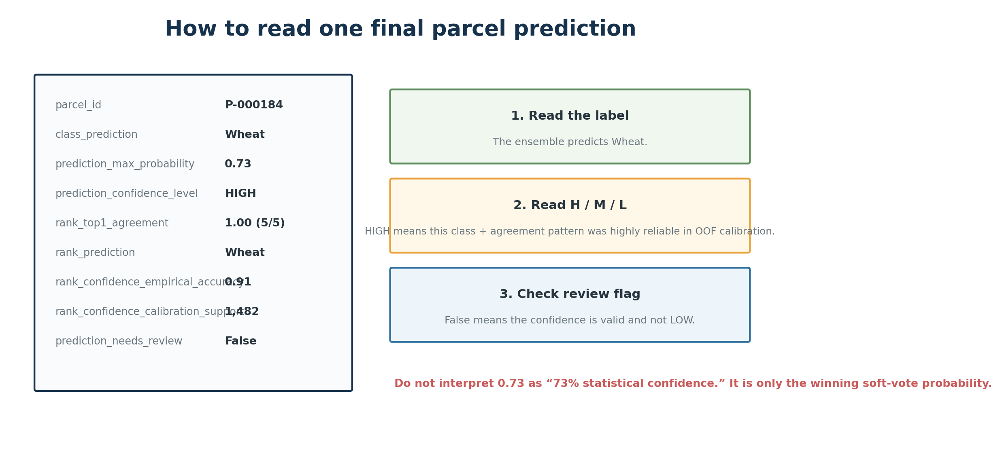 How to read one final parcel prediction
parcel_id P-000184
class_prediction Wheat
prediction_max_probability 0.73
prediction_confidence_level HIGH
rank_top1_agreement 1.00 (5/5)
rank_prediction Wheat
rank_confidence_empirical_accuracy 0.91
rank_confidence_calibration_support 1,482
prediction_needs_review False
1. Read the label
The ensemble predicts Wheat.
2. Read H / M / L
HIGH means this class + agreement pattern was highly reliable in OOF calibration.
3. Check review flag
False means the confidence is valid and not LOW.
Do not interpret 0.73 as “73% statistical confidence.” It is only the winning soft-vote probability.